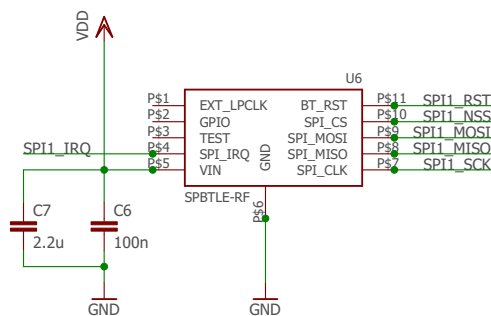 VDD
U6
P$1 EXT_LPCLK BT_RST P$11 SPI1_RST
P$2 GPIO SPI_CS P$10 SPI1_NSS
P$3 TEST SPI_MOSI P$9 SPI1_MOSI
SPI1_IRQ P$4 SPI_IRQ SPI_MISO P$8 SPI1_MISO
P$5 VIN SPI_CLK P$7 SPI1_SCK
GND
SPBTLE-RF
P$6
C7 C6
2.2u 100n
GND GND